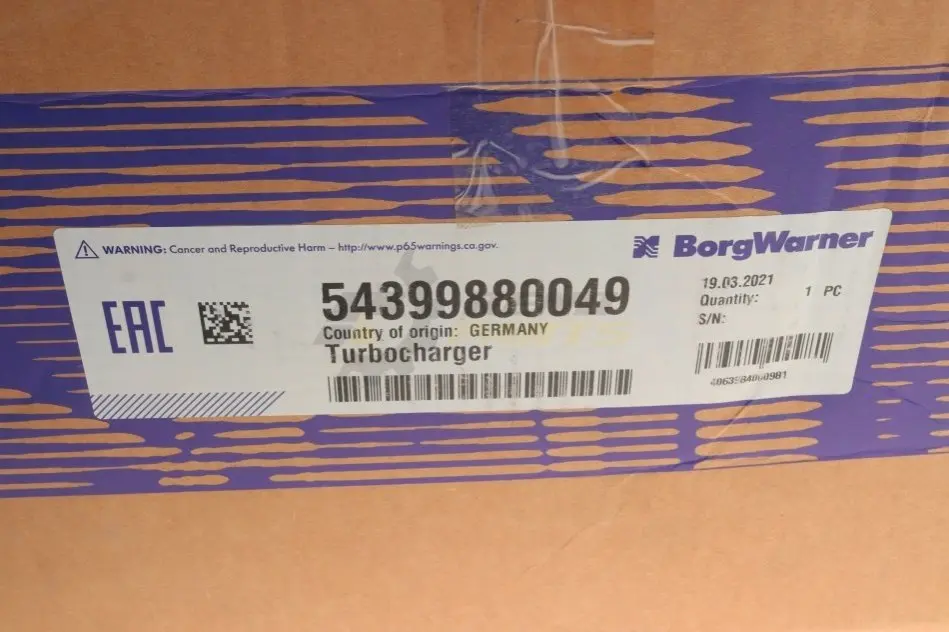 WARNING: Cancer and Reproductive Harm – http://www.p65warnings.ca.gov.
BorgWarner
EAC
54399880049
Country of origin: GERMANY
Turbocharger
19.03.2021
Quantity: 1 PC
S/N: